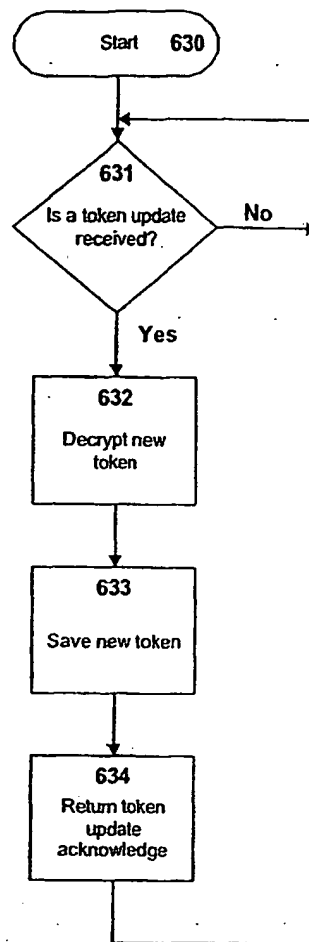 Start 630
631
Is a token update
received?
No
Yes
632
Decrypt new
token
633
Save new token
634
Return token
update
acknowledge